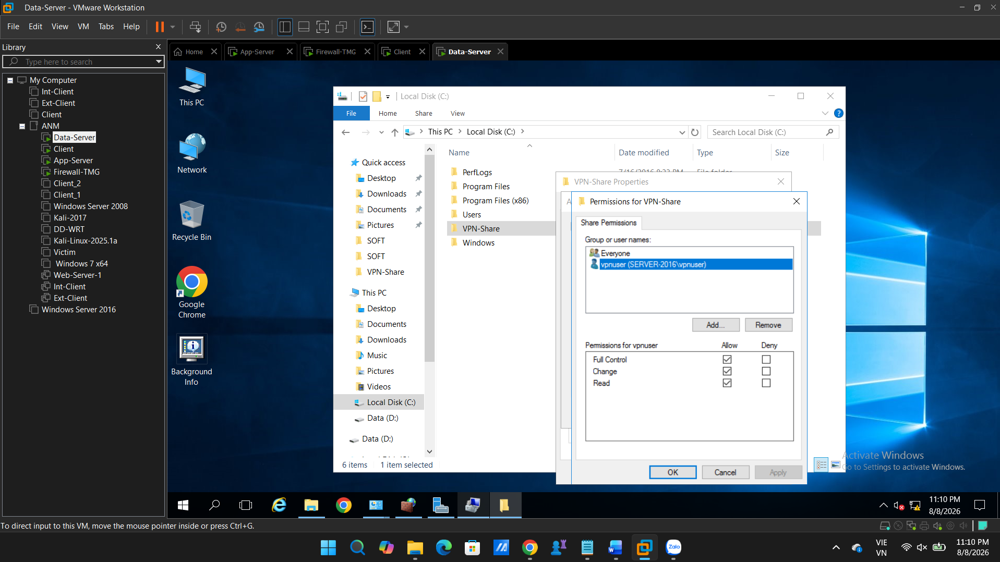 Data-Server - VMware Workstation
File Edit View VM Tabs Help
Library
Type here to search
My Computer
Int-Client
Ext-Client
Client
ANM
Data-Server
Client
App-Server
Firewall-TMG
Client_2
Client_1
Windows Server 2008
Kali-2017
DD-WRT
Kali-Linux-2025.1a
Victim
Windows 7 x64
Web-Server-1
Int-Client
Ext-Client
Windows Server 2016
Home App-Server Firewall-TMG Client Data-Server
This PC
Network
Recycle Bin
Google
Chrome
Background
Info
Local Disk (C:)
File Home Share View
This PC Local Disk (C:)
Search Local Disk (C:)
Quick access
Desktop
Downloads
Documents
Pictures
SOFT
SOFT
VPN-Share
This PC
Desktop
Documents
Downloads
Music
Pictures
Videos
Local Disk (C:)
Data (D:)
Data (D:)
Name Date modified Type Size
PerfLogs 7/16/2016 8:23 PM File folder
Program Files
Program Files (x86)
Users
VPN-Share
Windows
6 items 1 item selected
VPN-Share Properties
A
Permissions for VPN-Share
Share Permissions
Group or user names:
Everyone
vpnuser (SERVER-2016\vpnuser)
Add... Remove
Permissions for vpnuser Allow Deny
Full Control
Change
Read
OK Cancel Apply
Activate Windows
Go to Settings to activate Windows.
11:10 PM
8/8/2026
To direct input to this VM, move the mouse pointer inside or press Ctrl+G.
Zalo
VIE
VN
11:10 PM
8/8/2026